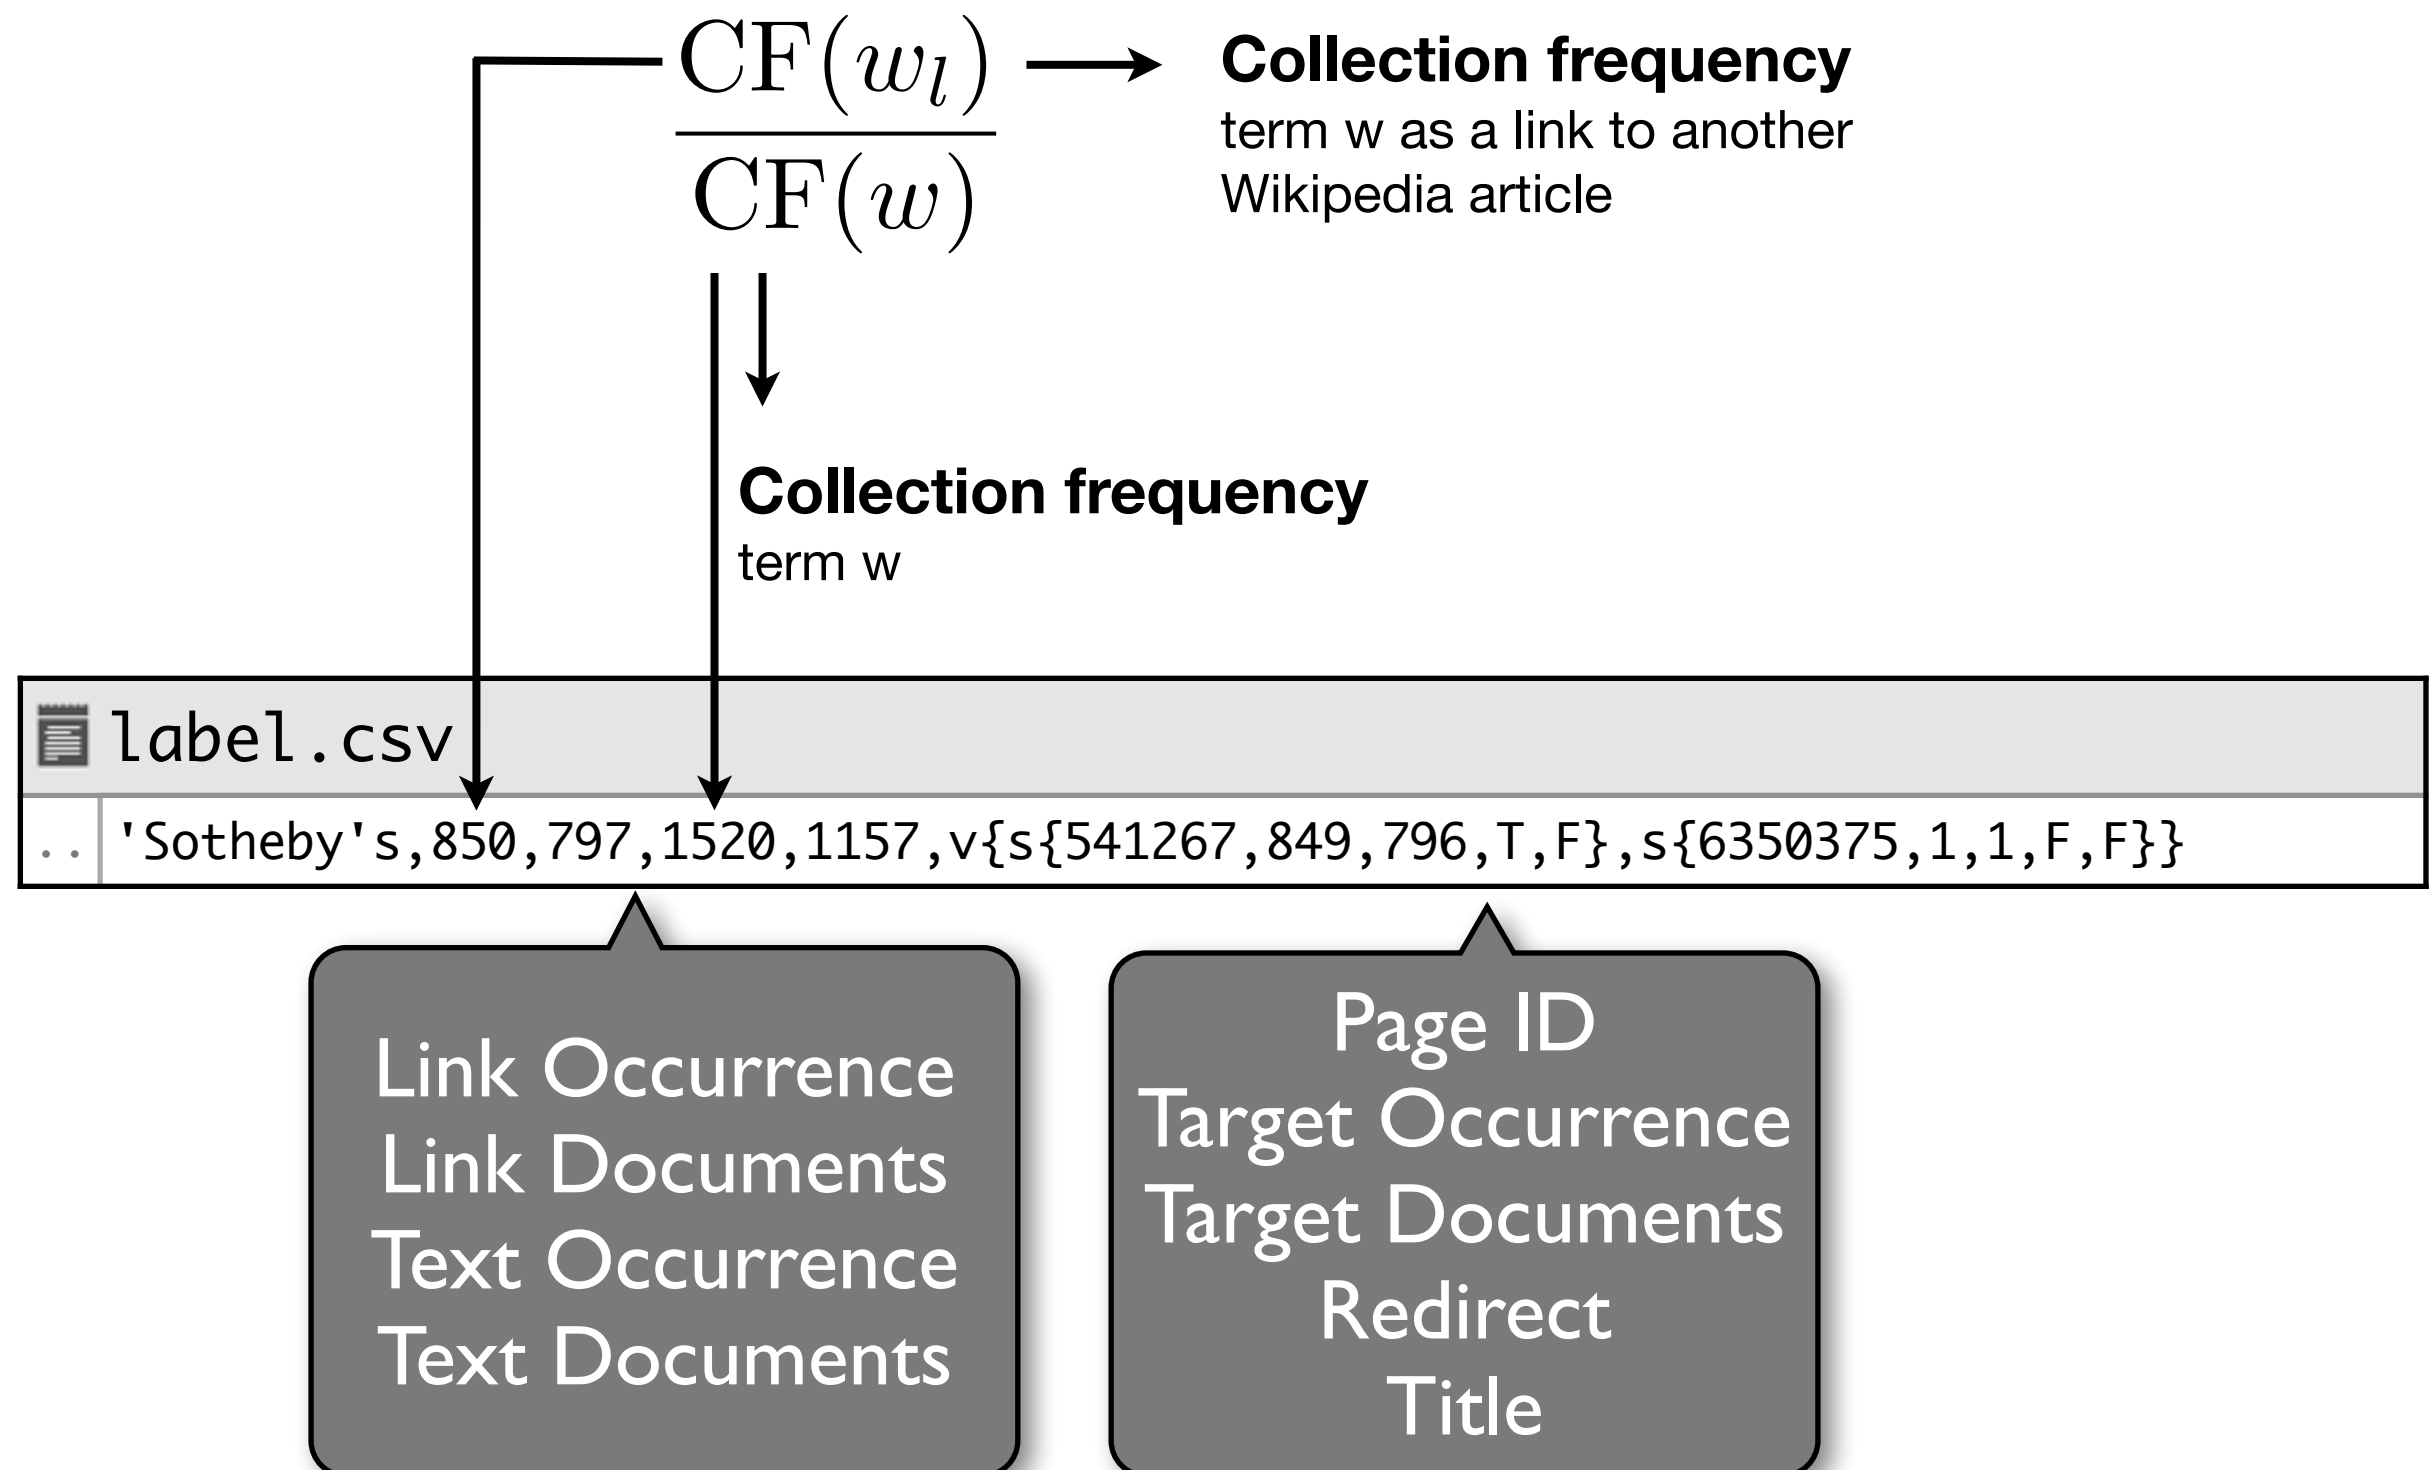 CF(w_l)
CF(w)
Collection frequency
term w as a link to another
Wikipedia article
Collection frequency
term w
label.csv
.. 'Sotheby's,850,797,1520,1157,v{s{541267,849,796,T,F},s{6350375,1,1,F,F}}
Link Occurrence
Link Documents
Text Occurrence
Text Documents
Page ID
Target Occurrence
Target Documents
Redirect
Title